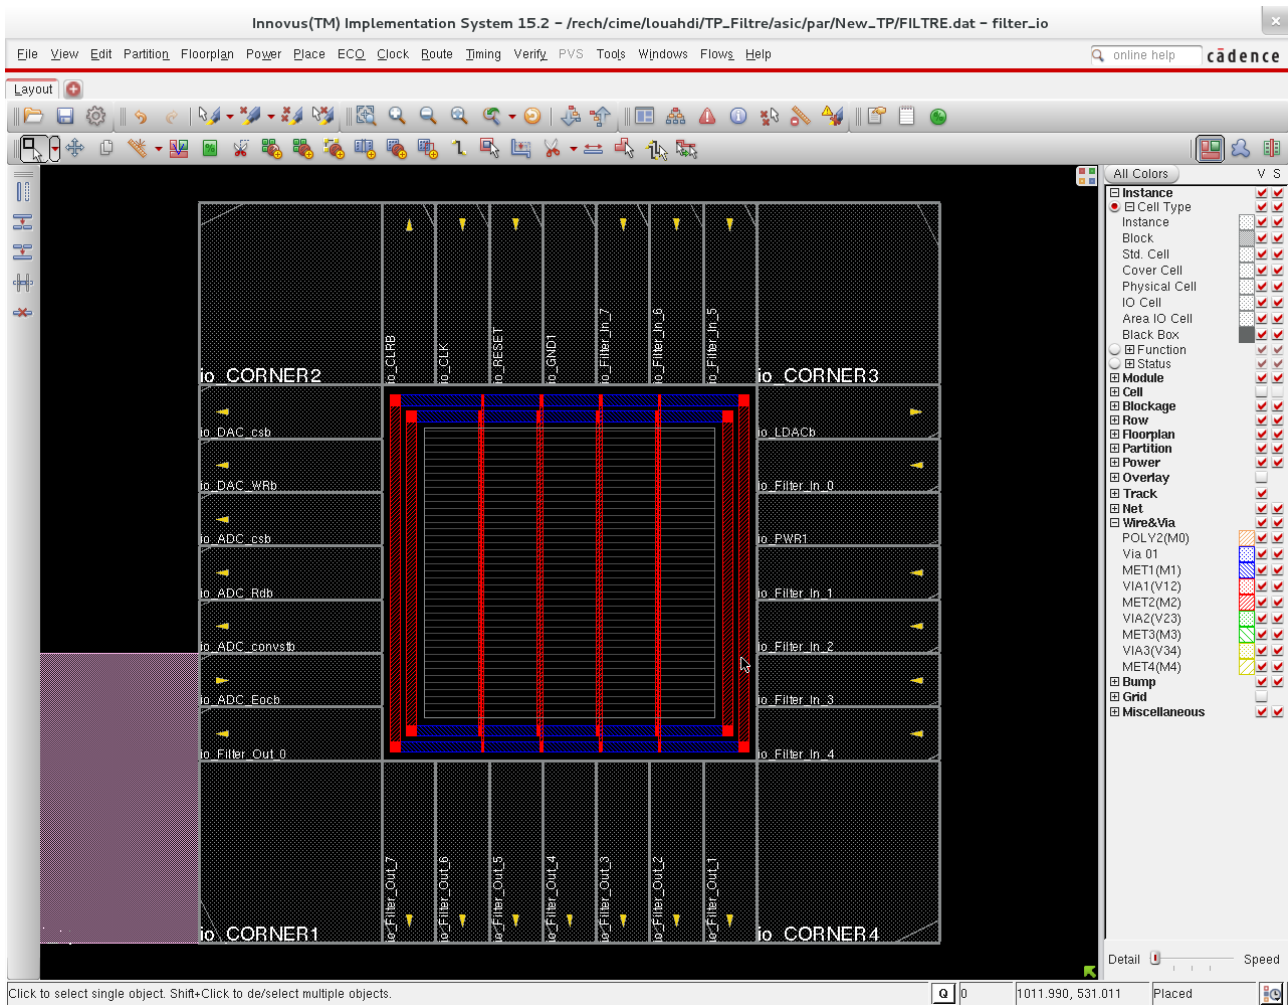 Innovus(TM) Implementation System 15.2 - /rech/cime/louahdi/TP_Filtre/asic/par/New_TP/FILTRE.dat - filter_io
File View Edit Partition Floorplan Power Place ECO Clock Route Timing Verify PVS Tools Windows Flows Help
online help
cādence
Layout
All Colors V S
Instance
Cell Type
Instance
Block
Std. Cell
Cover Cell
Physical Cell
IO Cell
Area IO Cell
Black Box
Function
Status
Module
Cell
Blockage
Row
Floorplan
Partition
Power
Overlay
Track
Net
Wire&Via
POLY2(M0)
Via 01
MET1(M1)
VIA1(V12)
MET2(M2)
VIA2(V23)
MET3(M3)
VIA3(V34)
MET4(M4)
Bump
Grid
Miscellaneous
io_CORNER2
io_CLRB
io_CLK
io_RESET
io_GND1
io_Filter_In_7
io_Filter_In_6
io_Filter_In_5
io_CORNER3
io_DAC_csb
io_DAC_WRb
io_ADC_csb
io_ADC_Rdb
io_ADC_convstb
io_ADC_Eocb
io_Filter_Out_0
io_LDACb
io_Filter_In_0
io_PWR1
io_Filter_In_1
io_Filter_In_2
io_Filter_In_3
io_Filter_In_4
io_CORNER1
io_Filter_Out_7
io_Filter_Out_6
io_Filter_Out_5
io_Filter_Out_4
io_Filter_Out_3
io_Filter_Out_2
io_Filter_Out_1
io_CORNER4
Detail Speed
Click to select single object. Shift+Click to de/select multiple objects.
Q 0 1011.990, 531.011 Placed